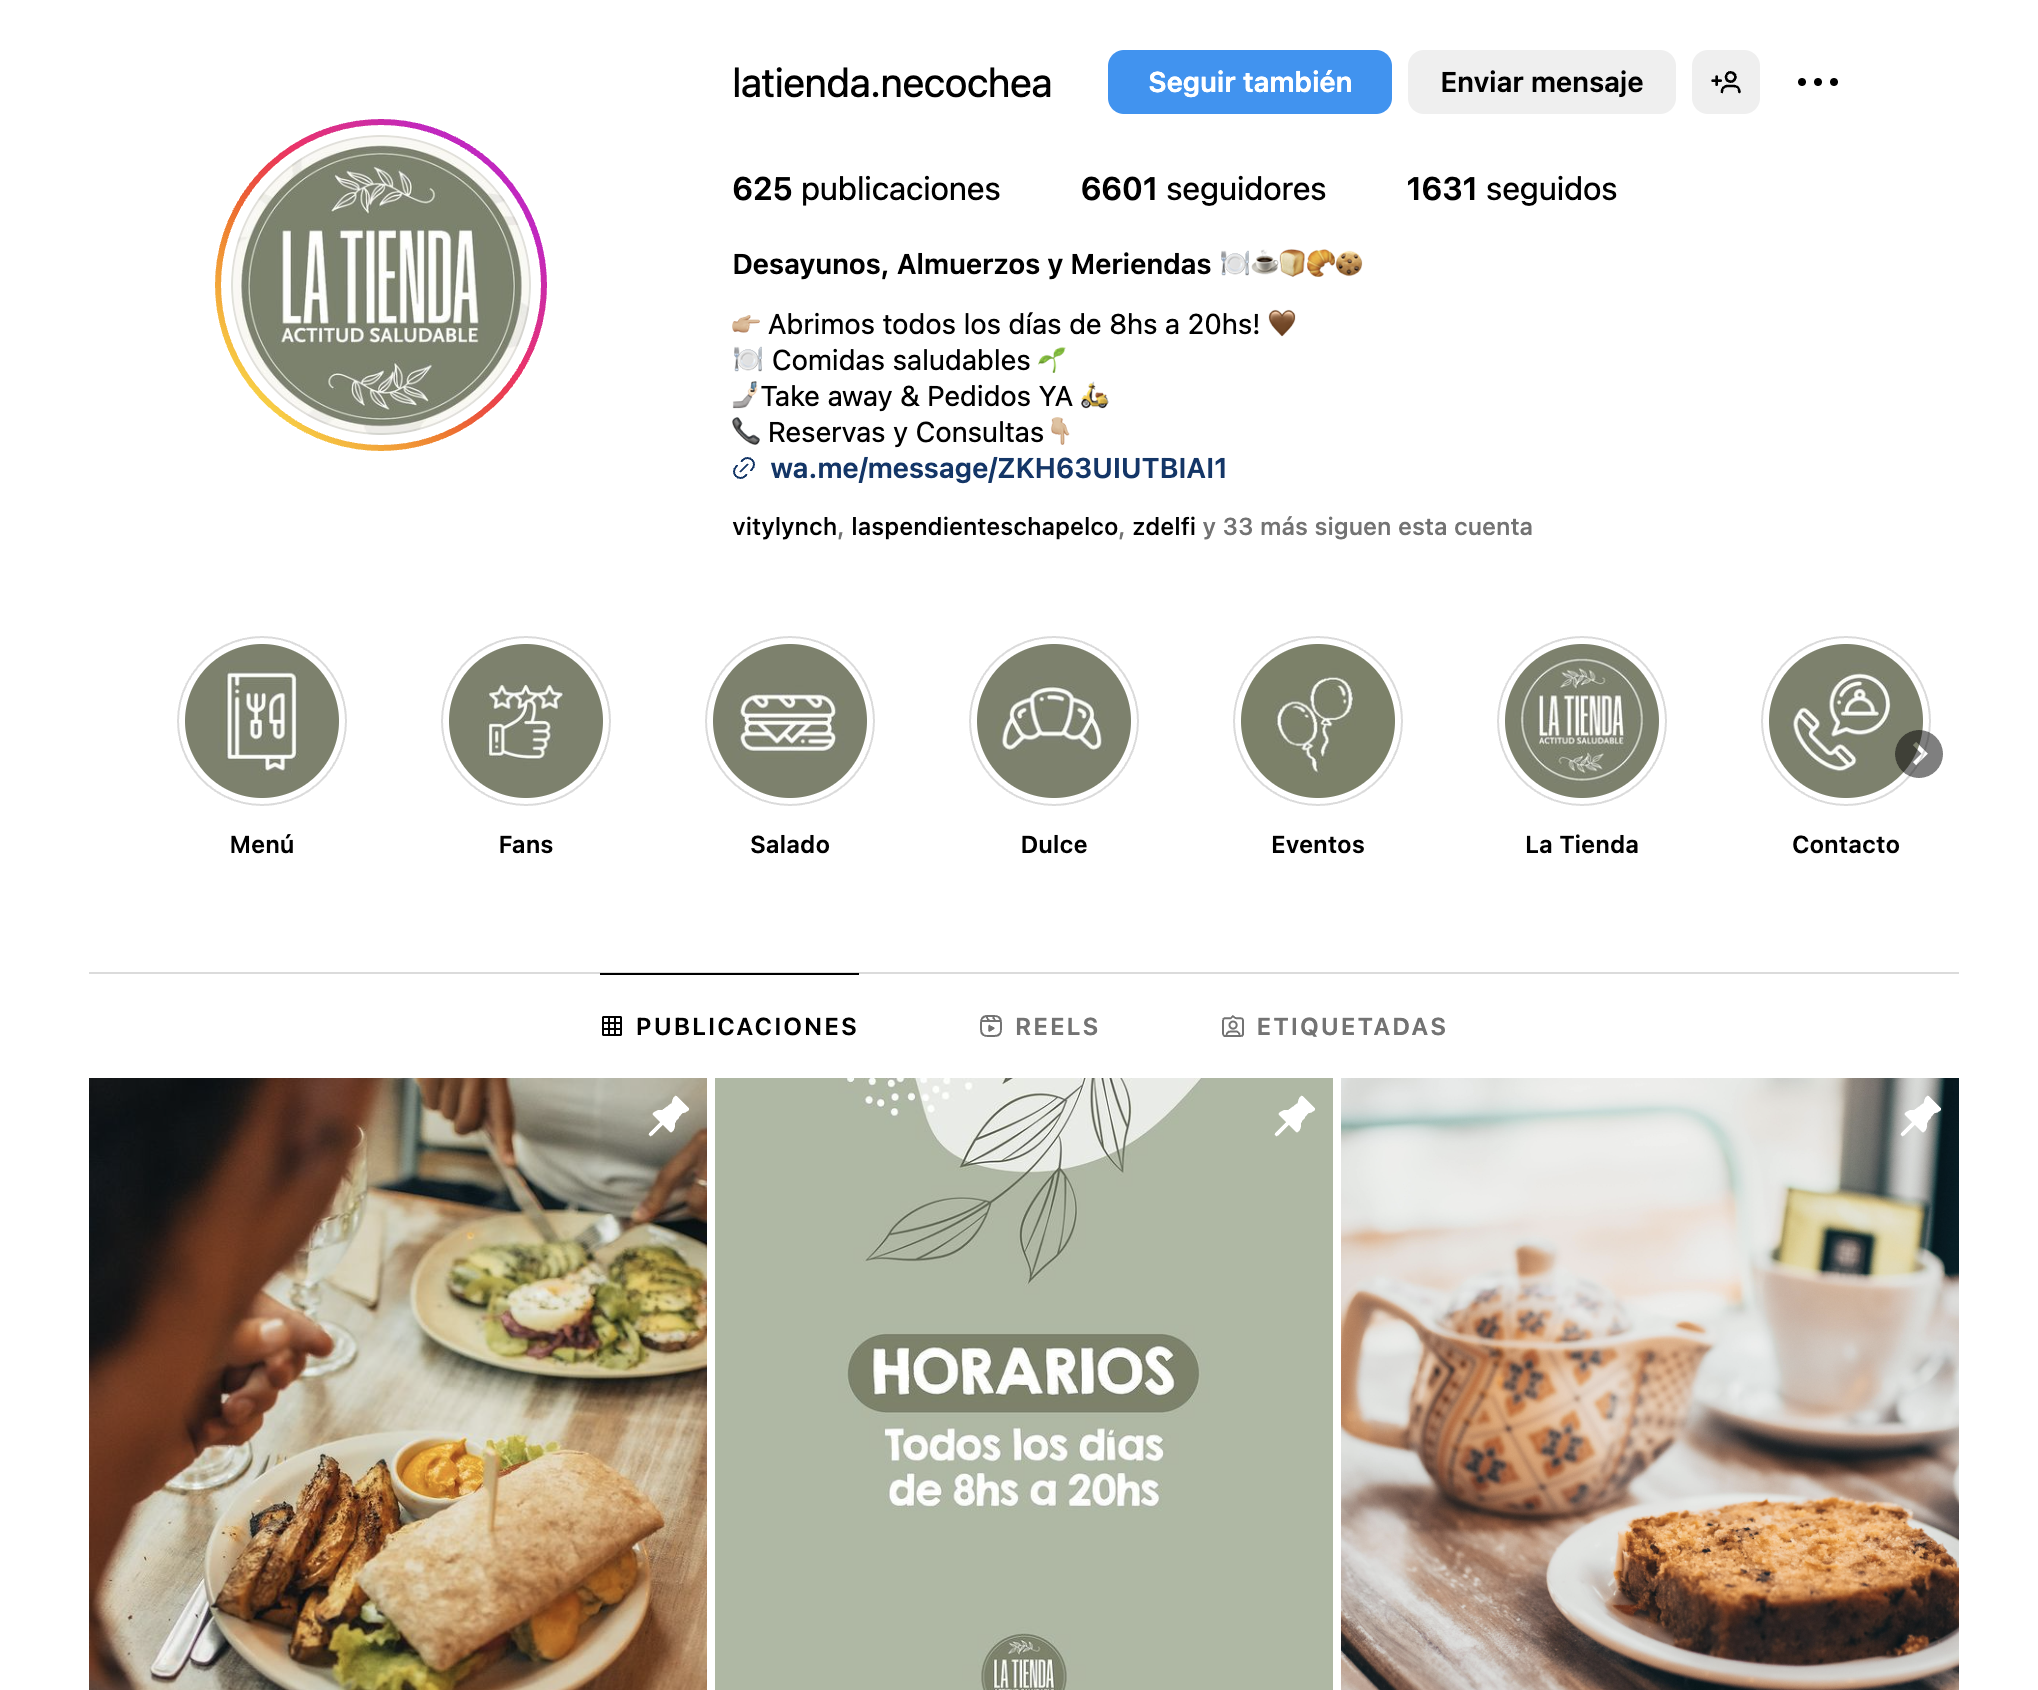 latienda.necochea
Seguir también
Enviar mensaje
LA TIENDA
ACTITUD SALUDABLE
625 publicaciones
6601 seguidores
1631 seguidos
Desayunos, Almuerzos y Meriendas 🍽️☕🍞🥐🍪
👉🏼 Abrimos todos los días de 8hs a 20hs! 🤎
🍽️ Comidas saludables 🌱
🤳🏼Take away & Pedidos YA 🛵
📞 Reservas y Consultas👇🏼
wa.me/message/ZKH63UIUTBIAI1
vitylynch, laspendienteschapelco, zdelfi y 33 más siguen esta cuenta
LA TIENDA
ACTITUD SALUDABLE
Menú
Fans
Salado
Dulce
Eventos
La Tienda
Contacto
PUBLICACIONES
REELS
ETIQUETADAS
HORARIOS
Todos los días
de 8hs a 20hs
LA TIENDA